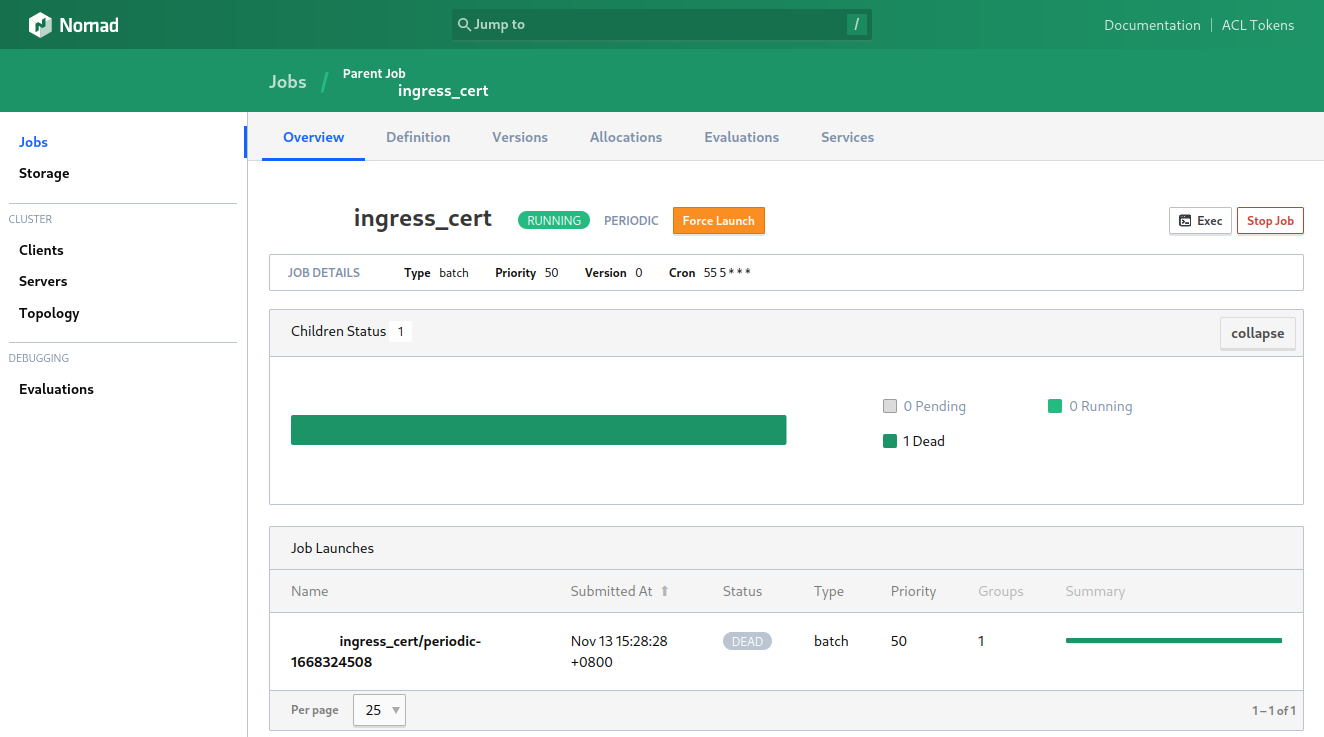 Nomad
Jump to /
Documentation | ACL Tokens
Jobs / Parent Job
ingress_cert
Jobs
Storage
CLUSTER
Clients
Servers
Topology
DEBUGGING
Evaluations
Overview Definition Versions Allocations Evaluations Services
ingress_cert RUNNING PERIODIC Force Launch Exec Stop Job
JOB DETAILS Type batch Priority 50 Version 0 Cron 55 5 * * *
Children Status 1 collapse
0 Pending 0 Running
1 Dead
Job Launches
Name Submitted At ⬆ Status Type Priority Groups Summary
ingress_cert/periodic- Nov 13 15:28:28 DEAD batch 50 1
1668324508 +0800
Per page 25 1 – 1 of 1